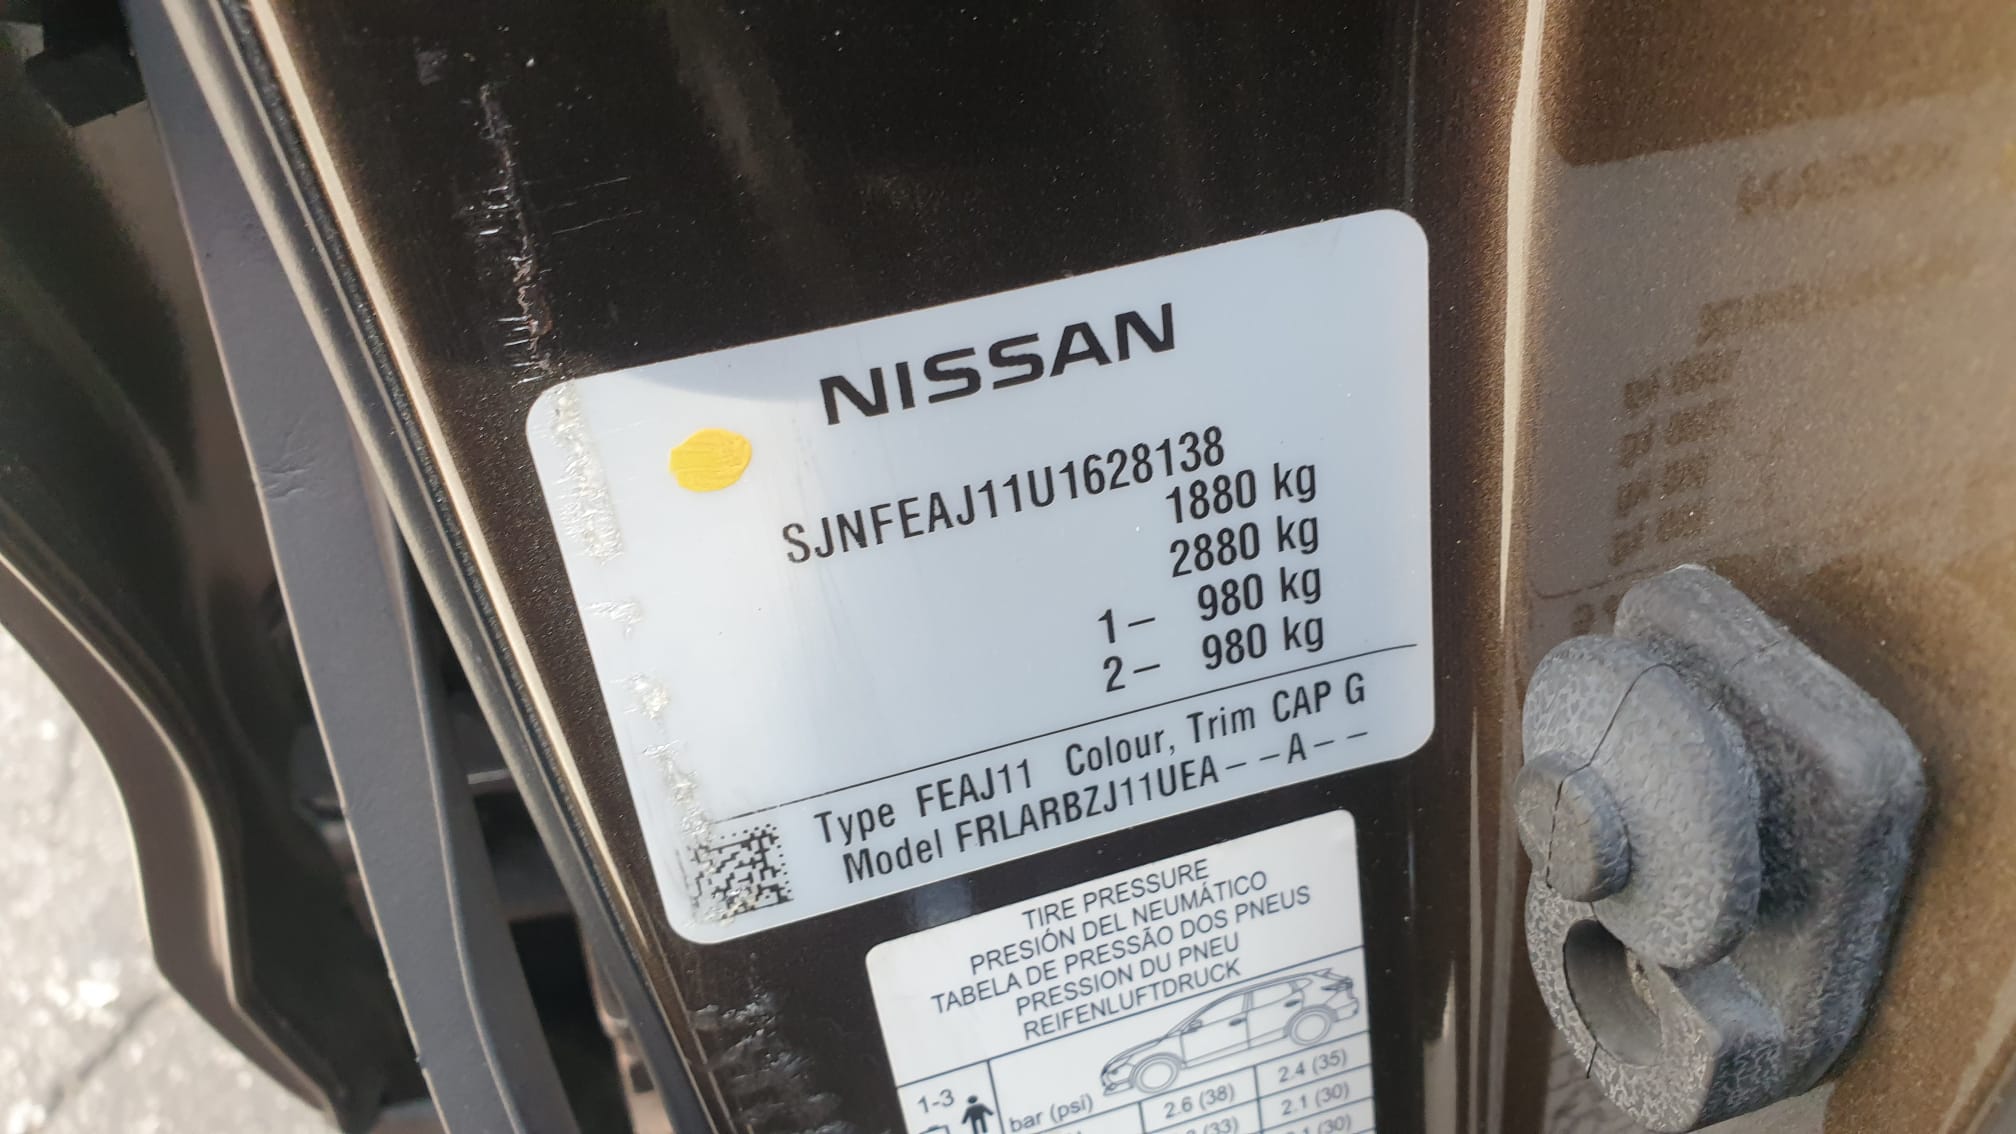 NISSAN
SJNFEAJ11U1628138
1880 kg
2880 kg
1– 980 kg
2– 980 kg
Type FEAJ11 Colour, Trim CAP G
Model FRLARBZJ11UEA– –A– –
TIRE PRESSURE
PRESIÓN DEL NEUMÁTICO
TABELA DE PRESSÃO DOS PNEUS
PRESSION DU PNEU
REIFENLUFTDRUCK
1-3 bar (psi) 2.6 (38) 2.4 (35)
(33) 2.1 (30)
(30)